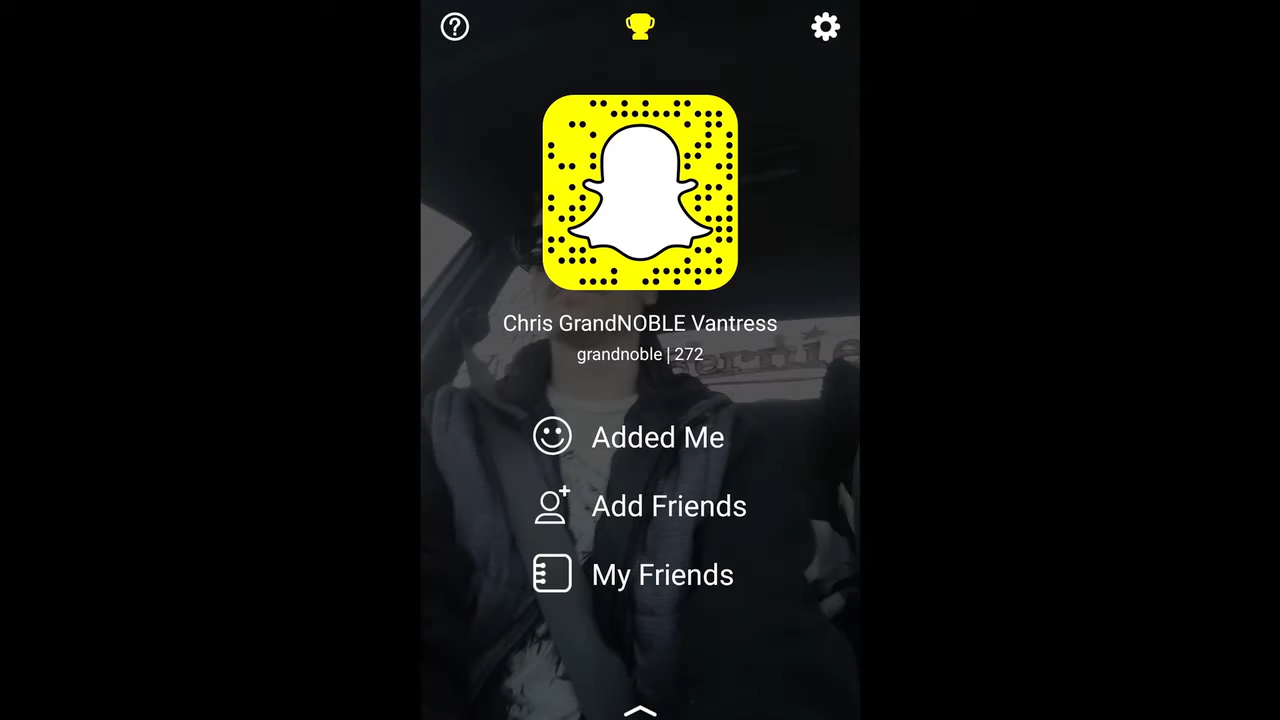 Chris GrandNOBLE Vantress
grandnoble | 272
Added Me
Add Friends
My Friends